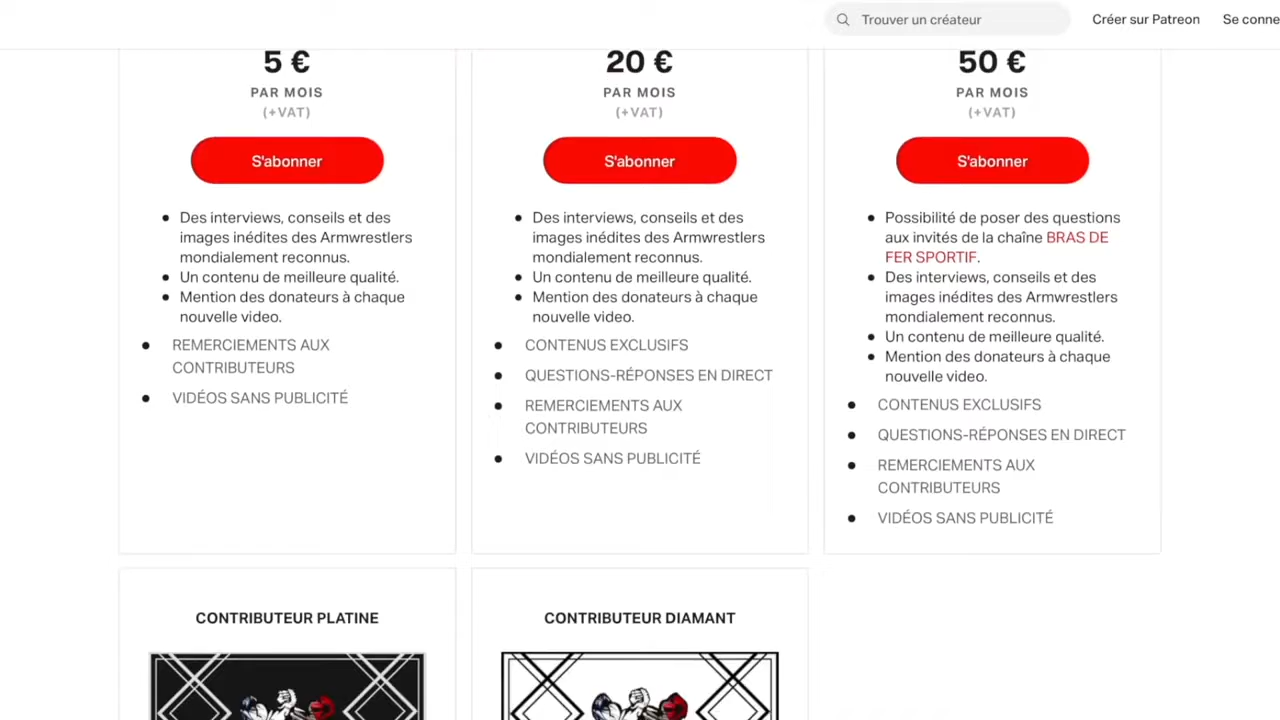 Trouver un créateur
Créer sur Patreon
Se conne
5 €
PAR MOIS
(+VAT)
S'abonner
Des interviews, conseils et des
images inédites des Armwrestlers
mondialement reconnus.
Un contenu de meilleure qualité.
Mention des donateurs à chaque
nouvelle video.
REMERCIEMENTS AUX
CONTRIBUTEURS
VIDÉOS SANS PUBLICITÉ
20 €
PAR MOIS
(+VAT)
S'abonner
Des interviews, conseils et des
images inédites des Armwrestlers
mondialement reconnus.
Un contenu de meilleure qualité.
Mention des donateurs à chaque
nouvelle video.
CONTENUS EXCLUSIFS
QUESTIONS-RÉPONSES EN DIRECT
REMERCIEMENTS AUX
CONTRIBUTEURS
VIDÉOS SANS PUBLICITÉ
50 €
PAR MOIS
(+VAT)
S'abonner
Possibilité de poser des questions
aux invités de la chaîne BRAS DE
FER SPORTIF.
Des interviews, conseils et des
images inédites des Armwrestlers
mondialement reconnus.
Un contenu de meilleure qualité.
Mention des donateurs à chaque
nouvelle video.
CONTENUS EXCLUSIFS
QUESTIONS-RÉPONSES EN DIRECT
REMERCIEMENTS AUX
CONTRIBUTEURS
VIDÉOS SANS PUBLICITÉ
CONTRIBUTEUR PLATINE
CONTRIBUTEUR DIAMANT